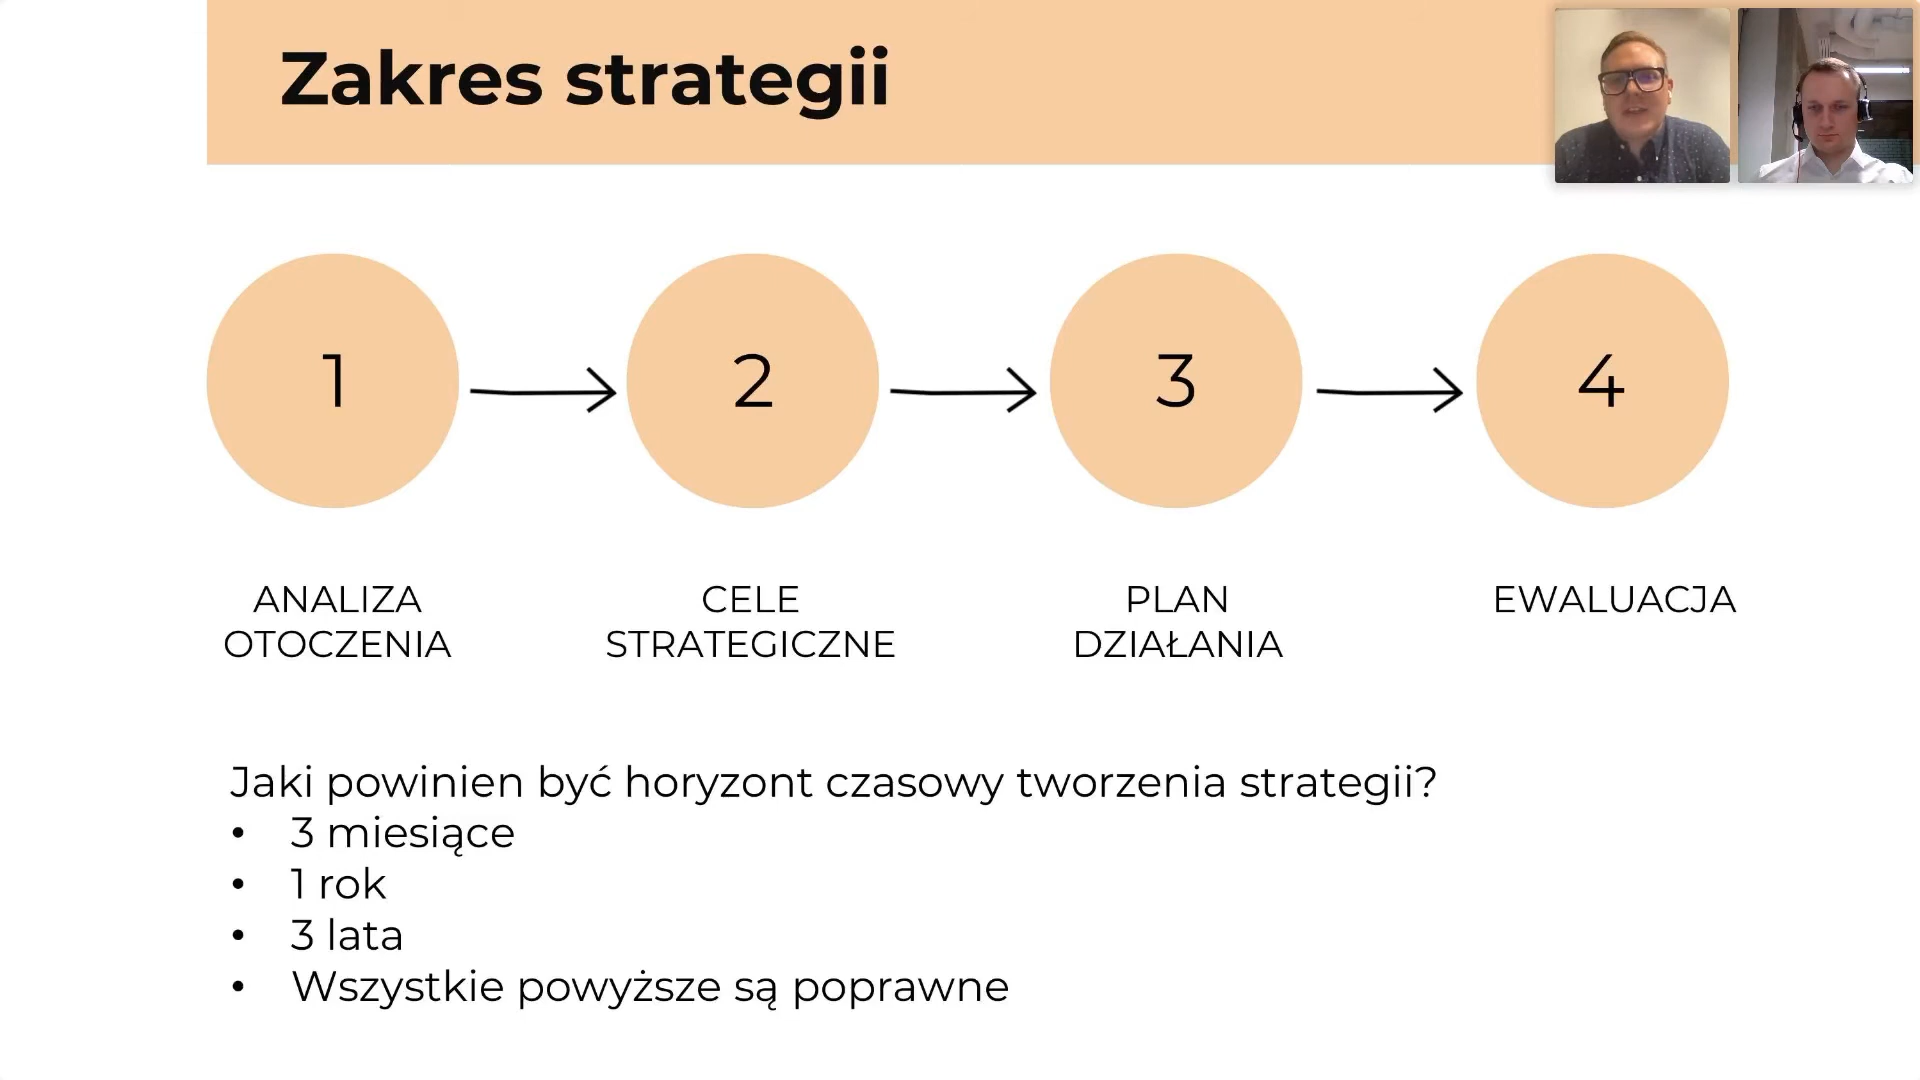 Zakres strategii
1
2
3
4
ANALIZA
OTOCZENIA
CELE
STRATEGICZNE
PLAN
DZIAŁANIA
EWALUACJA
Jaki powinien być horyzont czasowy tworzenia strategii?
• 3 miesiące
• 1 rok
• 3 lata
• Wszystkie powyższe są poprawne